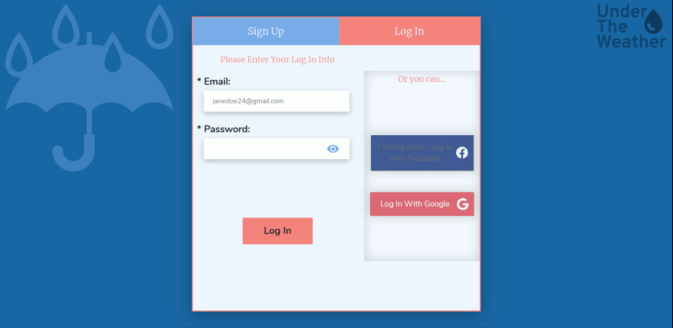 Sign Up
Log In
Under
The
Weather
Please Enter Your Log In Info
Or you can...
* Email:
janedoe24@gmail.com
* Password:
Coming soon... Log In
with Facebook
Log In With Google
Log In